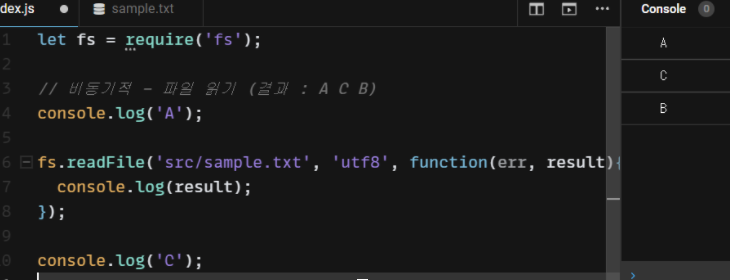 dex.js sample.txt Console 0
1 let fs = require('fs');
2
3 // 비동기적 – 파일 읽기 (결과 : A C B)
4 console.log('A');
5
6 fs.readFile('src/sample.txt', 'utf8', function(err, result){
7 console.log(result);
8 });
9
0 console.log('C');
A
C
B